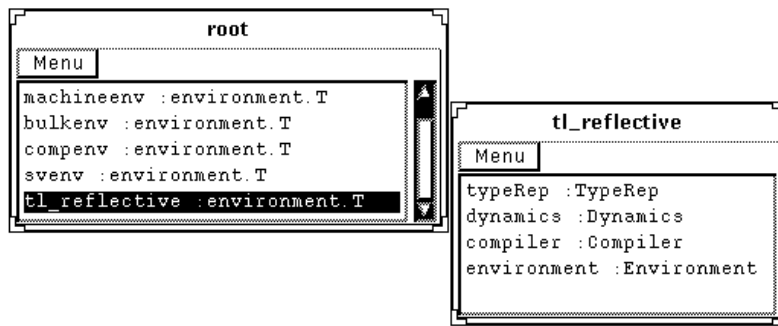 root
Menu
machineenv :environment.T
bulkenv :environment.T
compenv :environment.T
svenv :environment.T
tl_reflective :environment.T
tl_reflective
Menu
typeRep :TypeRep
dynamics :Dynamics
compiler :Compiler
environment :Environment